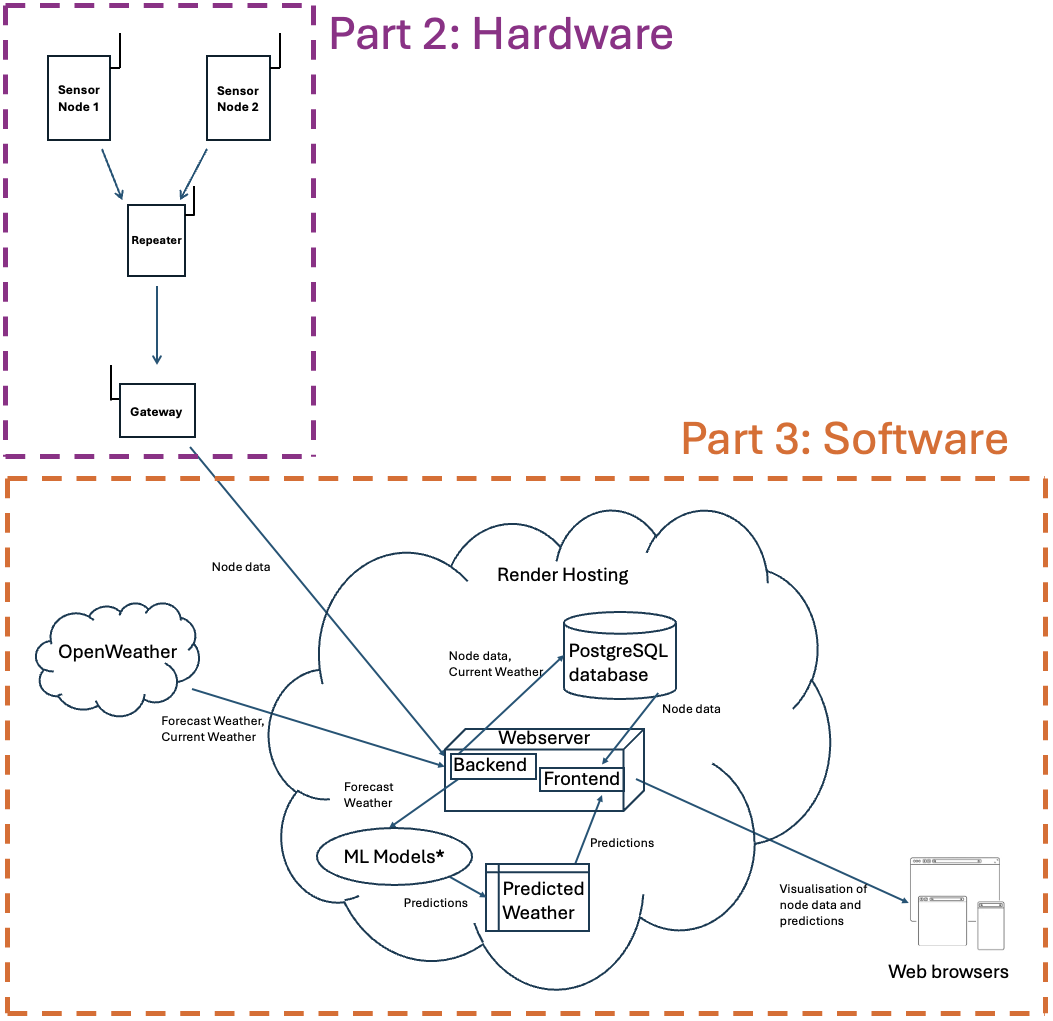 Part 2: Hardware
Sensor
Node 1
Sensor
Node 2
Repeater
Gateway
Part 3: Software
Node data
Render Hosting
OpenWeather
PostgreSQL
database
Node data,
Current Weather
Node data
Forecast Weather,
Current Weather
Webserver
Backend
Frontend
Forecast
Weather
ML Models*
Predictions
Predictions
Predicted
Weather
Visualisation of
node data and
predictions
Web browsers